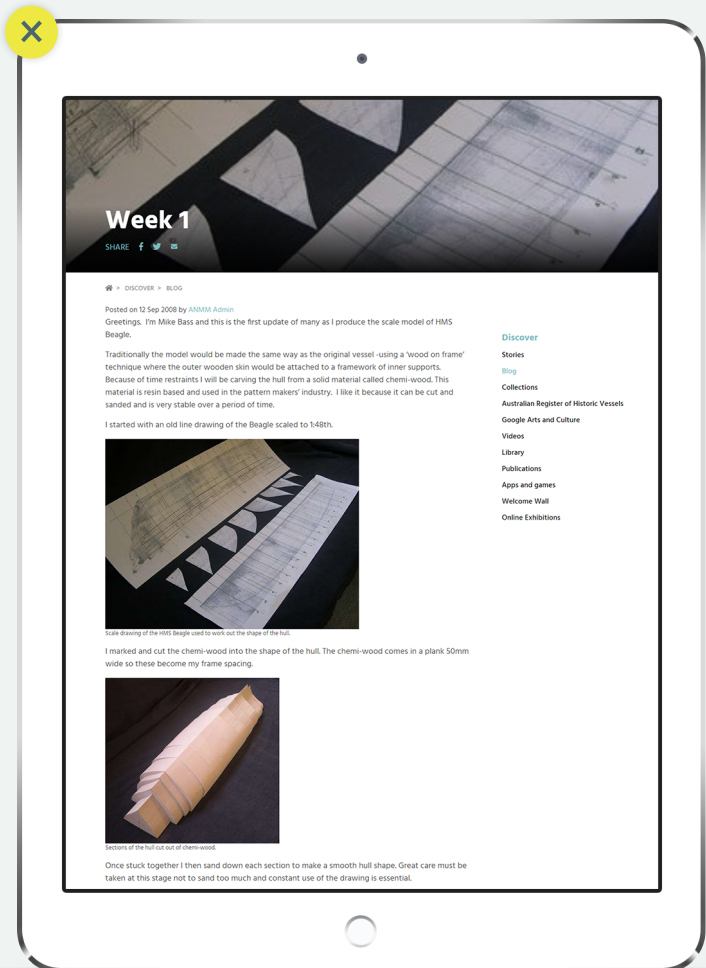 Week 1
SHARE
> DISCOVER > BLOG
Posted on 12 Sep 2008 by ANMM Admin
Greetings. I'm Mike Bass and this is the first update of many as I produce the scale model of HMS
Beagle.
Traditionally the model would be made the same way as the original vessel -using a 'wood on frame'
technique where the outer wooden skin would be attached to a framework of inner supports.
Because of time restraints I will be carving the hull from a solid material called chemi-wood. This
material is resin based and used in the pattern makers' industry. I like it because it can be cut and
sanded and is very stable over a period of time.
I started with an old line drawing of the Beagle scaled to 1:48th.
Scale drawing of the HMS Beagle used to work out the shape of the hull.
I marked and cut the chemi-wood into the shape of the hull. The chemi-wood comes in a plank 50mm
wide so these become my frame spacing.
Sections of the hull cut out of chemi-wood.
Once stuck together I then sand down each section to make a smooth hull shape. Great care must be
taken at this stage not to sand too much and constant use of the drawing is essential.
Discover
Stories
Blog
Collections
Australian Register of Historic Vessels
Google Arts and Culture
Videos
Library
Publications
Apps and games
Welcome Wall
Online Exhibitions